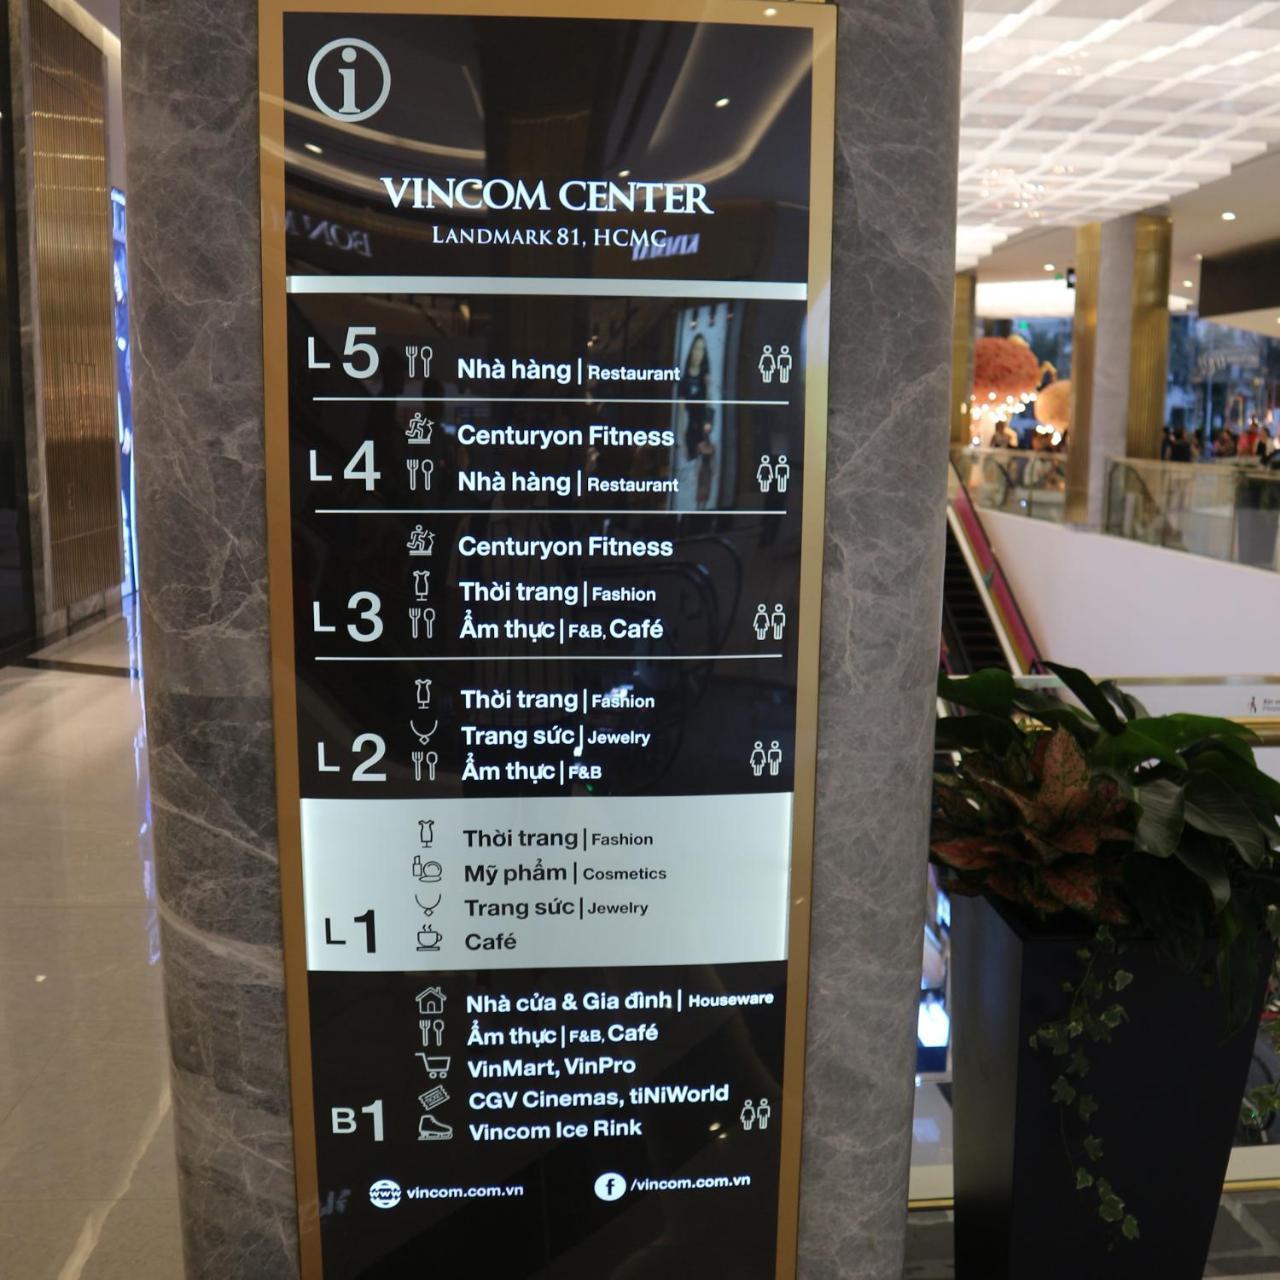 i
VINCOM CENTER
LANDMARK 81, HCMC
L5 Nhà hàng | Restaurant
Centuryon Fitness
L4 Nhà hàng | Restaurant
Centuryon Fitness
Thời trang | Fashion
L3 Ẩm thực | F&B, Café
Thời trang | Fashion
Trang sức | Jewelry
L2 Ẩm thực | F&B
Thời trang | Fashion
Mỹ phẩm | Cosmetics
Trang sức | Jewelry
L1 Café
Nhà cửa & Gia đình | Houseware
Ẩm thực | F&B, Café
VinMart, VinPro
CGV Cinemas, tiNiWorld
B1 Vincom Ice Rink
www vincom.com.vn f /vincom.com.vn